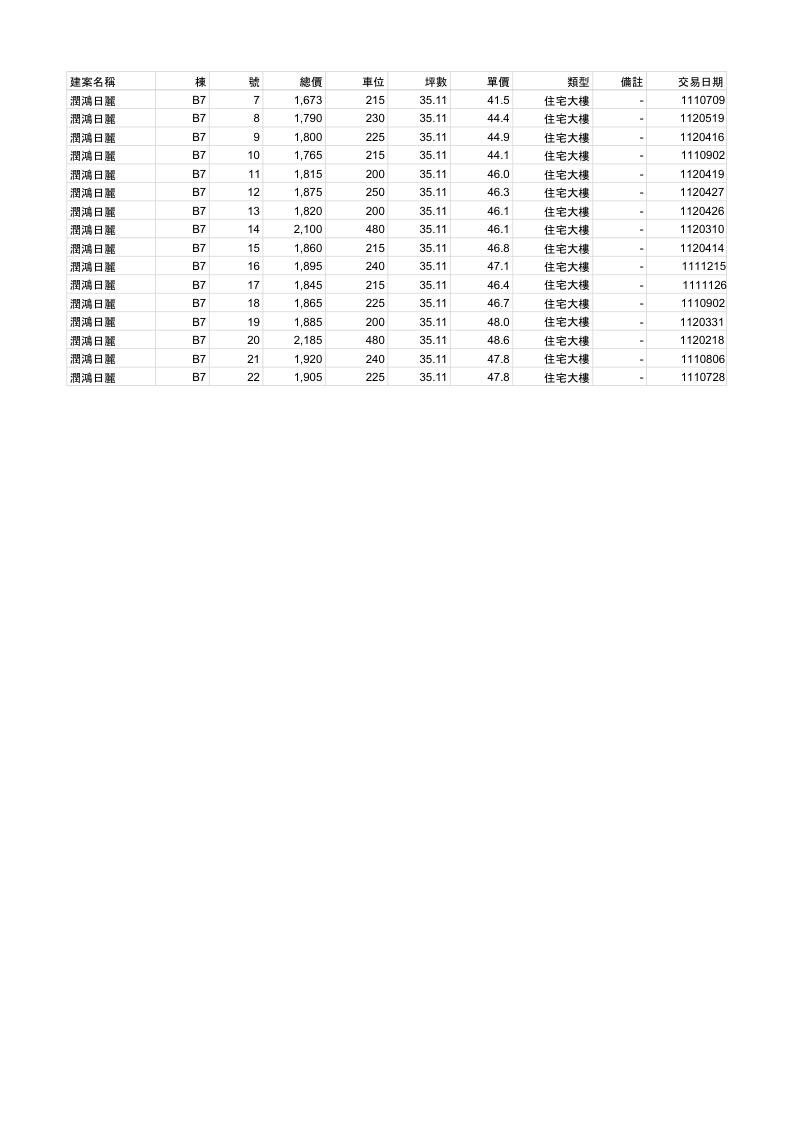 建案名稱 棟 號 總價 車位 坪數 單價 類型 備註 交易日期
潤鴻日麗 B7 7 1,673 215 35.11 41.5 住宅大樓 - 1110709
潤鴻日麗 B7 8 1,790 230 35.11 44.4 住宅大樓 - 1120519
潤鴻日麗 B7 9 1,800 225 35.11 44.9 住宅大樓 - 1120416
潤鴻日麗 B7 10 1,765 215 35.11 44.1 住宅大樓 - 1110902
潤鴻日麗 B7 11 1,815 200 35.11 46.0 住宅大樓 - 1120419
潤鴻日麗 B7 12 1,875 250 35.11 46.3 住宅大樓 - 1120427
潤鴻日麗 B7 13 1,820 200 35.11 46.1 住宅大樓 - 1120426
潤鴻日麗 B7 14 2,100 480 35.11 46.1 住宅大樓 - 1120310
潤鴻日麗 B7 15 1,860 215 35.11 46.8 住宅大樓 - 1120414
潤鴻日麗 B7 16 1,895 240 35.11 47.1 住宅大樓 - 1111215
潤鴻日麗 B7 17 1,845 215 35.11 46.4 住宅大樓 - 1111126
潤鴻日麗 B7 18 1,865 225 35.11 46.7 住宅大樓 - 1110902
潤鴻日麗 B7 19 1,885 200 35.11 48.0 住宅大樓 - 1120331
潤鴻日麗 B7 20 2,185 480 35.11 48.6 住宅大樓 - 1120218
潤鴻日麗 B7 21 1,920 240 35.11 47.8 住宅大樓 - 1110806
潤鴻日麗 B7 22 1,905 225 35.11 47.8 住宅大樓 - 1110728